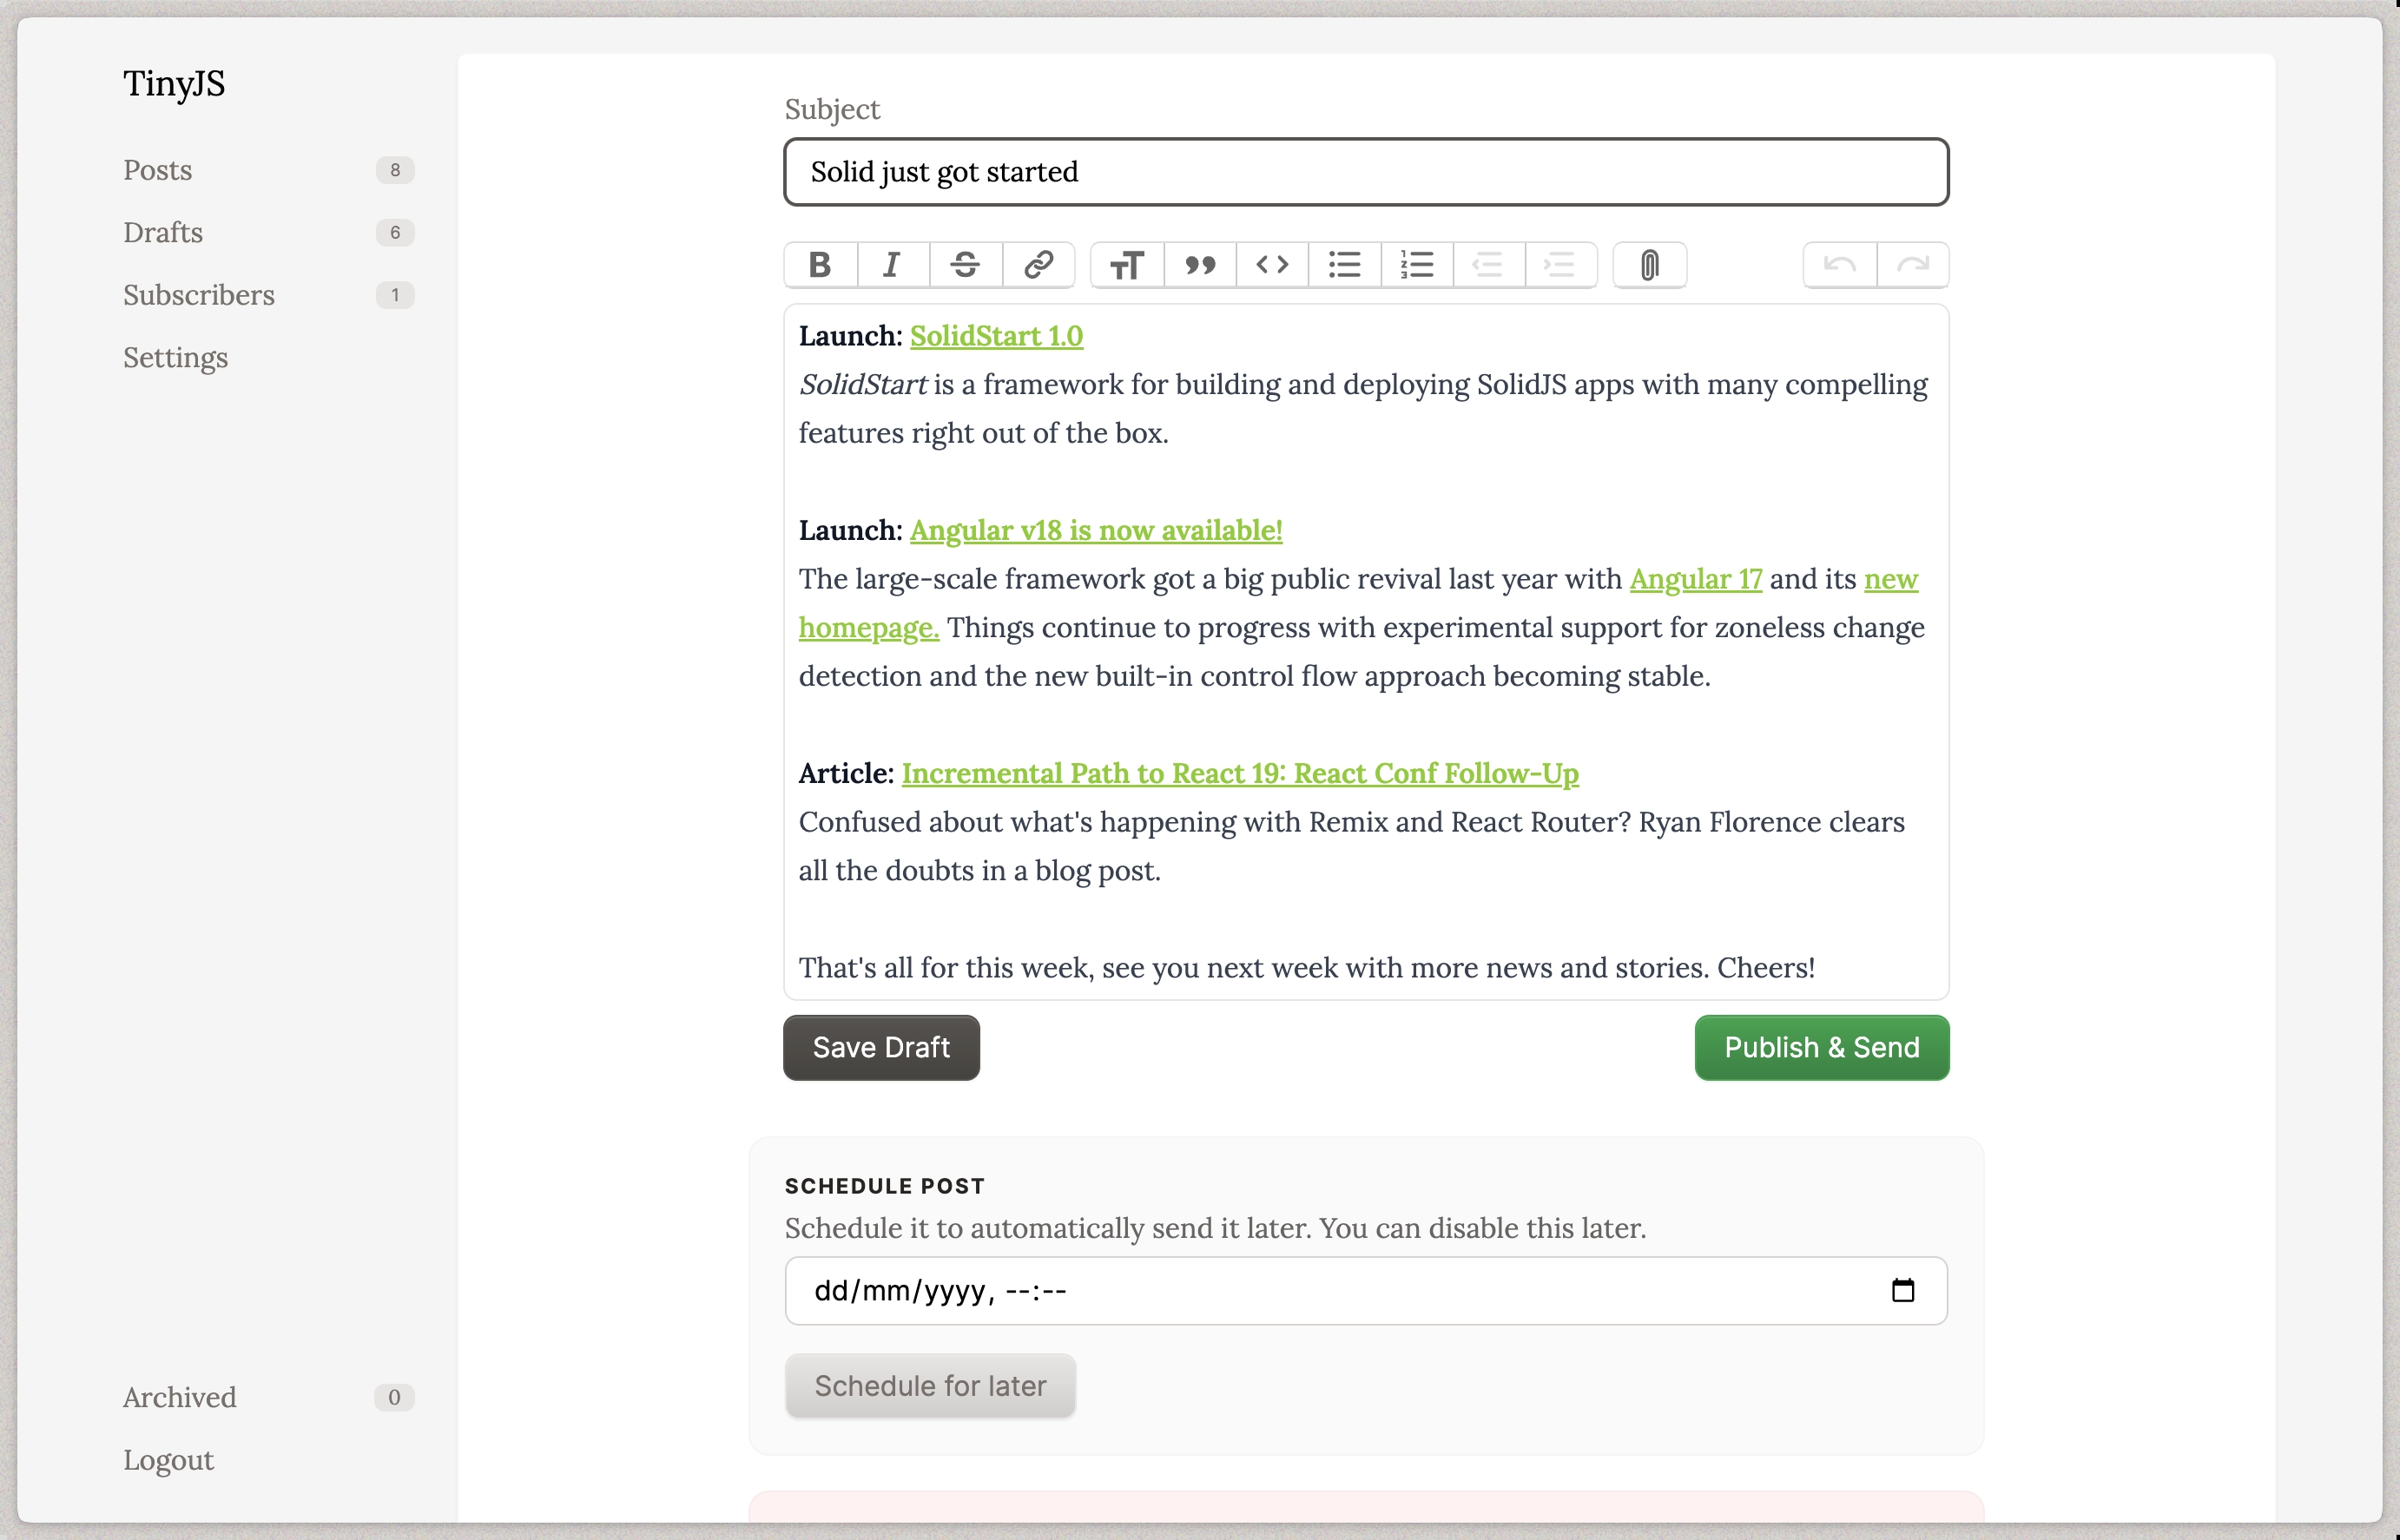 TinyJS
Posts 8
Drafts 6
Subscribers 1
Settings
Archived 0
Logout
Subject
Solid just got started
Launch: SolidStart 1.0
SolidStart is a framework for building and deploying SolidJS apps with many compelling
features right out of the box.
Launch: Angular v18 is now available!
The large-scale framework got a big public revival last year with Angular 17 and its new
homepage. Things continue to progress with experimental support for zoneless change
detection and the new built-in control flow approach becoming stable.
Article: Incremental Path to React 19: React Conf Follow-Up
Confused about what's happening with Remix and React Router? Ryan Florence clears
all the doubts in a blog post.
That's all for this week, see you next week with more news and stories. Cheers!
Save Draft
Publish & Send
SCHEDULE POST
Schedule it to automatically send it later. You can disable this later.
dd/mm/yyyy, --:--
Schedule for later